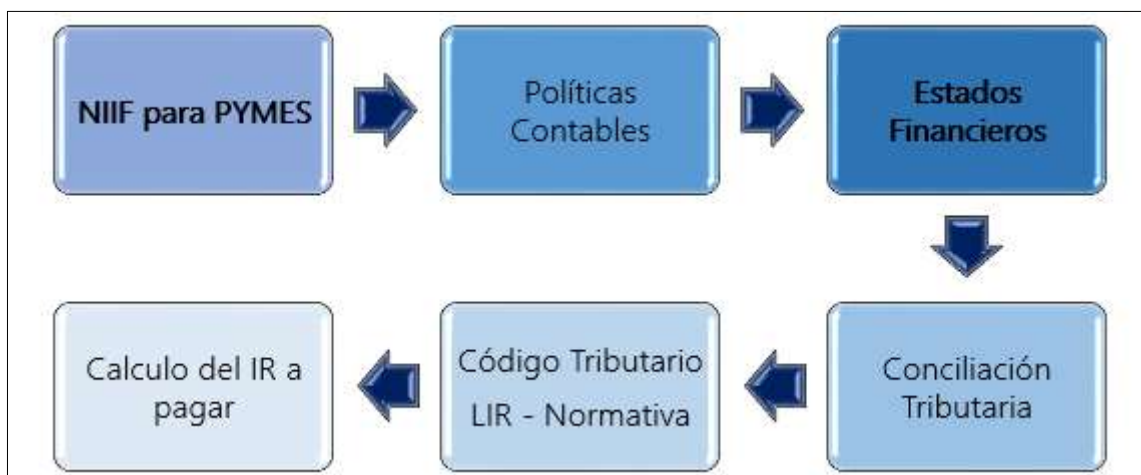 NIIF para PYMES
Políticas
Contables
Estados
Financieros
Conciliación
Tributaria
Código Tributario
LIR - Normativa
Calculo del IR a
pagar